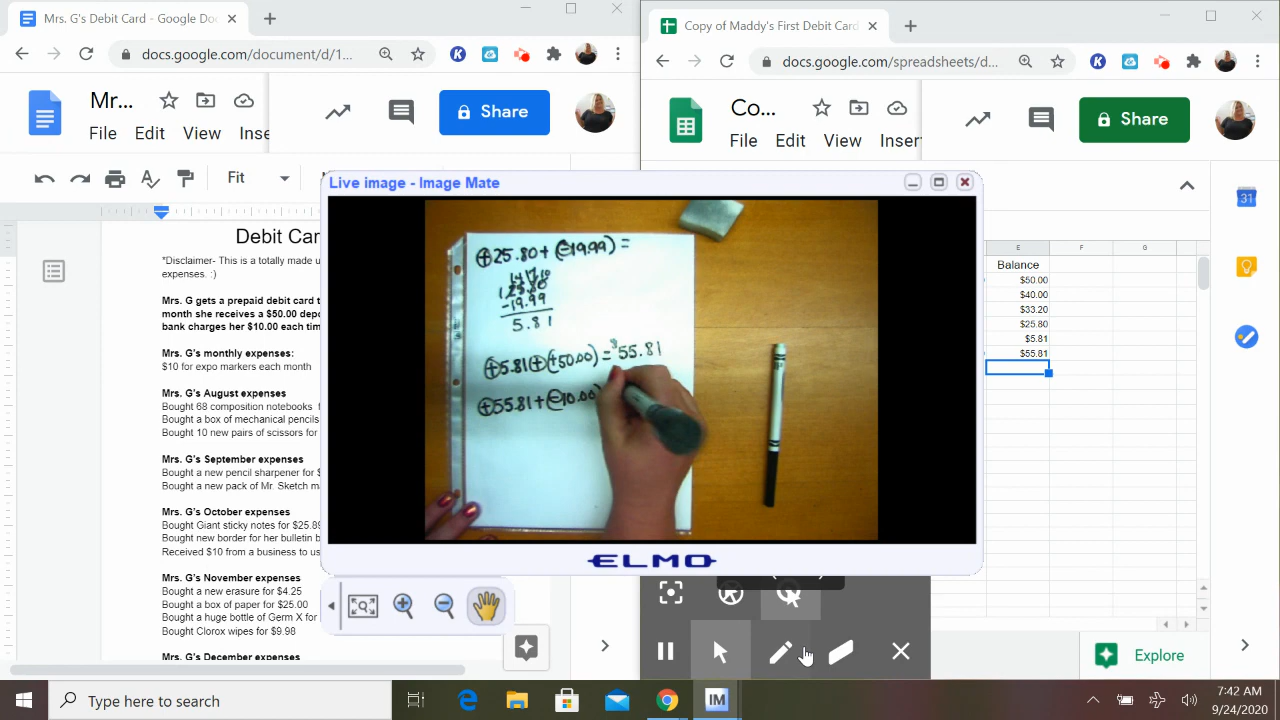 Mrs. G's Debit Card - Google Do
docs.google.com/document/d/1...
Mr...
File Edit View Inse
Share
Fit
Debit Car
*Disclaimer- This is a totally made u
expenses. :)
Mrs. G gets a prepaid debit card t
month she receives a $50.00 depo
bank charges her $10.00 each tim
Mrs. G's monthly expenses:
$10 for expo markers each month
Mrs. G's August expenses
Bought 68 composition notebooks f
Bought a box of mechanical pencils
Bought 10 new pairs of scissors for
Mrs. G's September expenses
Bought a new pencil sharpener for $
Bought a new pack of Mr. Sketch m
Mrs. G's October expenses
Bought Giant sticky notes for $25.89
Bought new border for her bulletin b
Received $10 from a business to us
Mrs. G's November expenses
Bought a new erasure for $4.25
Bought a box of paper for $25.00
Bought a huge bottle of Germ X for
Bought Clorox wipes for $9.98
Mrs. G's December expenses
Copy of Maddy's First Debit Card
docs.google.com/spreadsheets/d...
Co...
File Edit View Inser
Share
31
E F G
Balance
$50.00
$40.00
$33.20
$25.80
$5.81
$55.81
Explore
Live image - Image Mate
+25.80+(-19.99)=
-19.99
5.81
+5.81+(+50.00)=$55.81
+55.81+(-10.00)
ELMO
Type here to search
IM
7:42 AM
9/24/2020